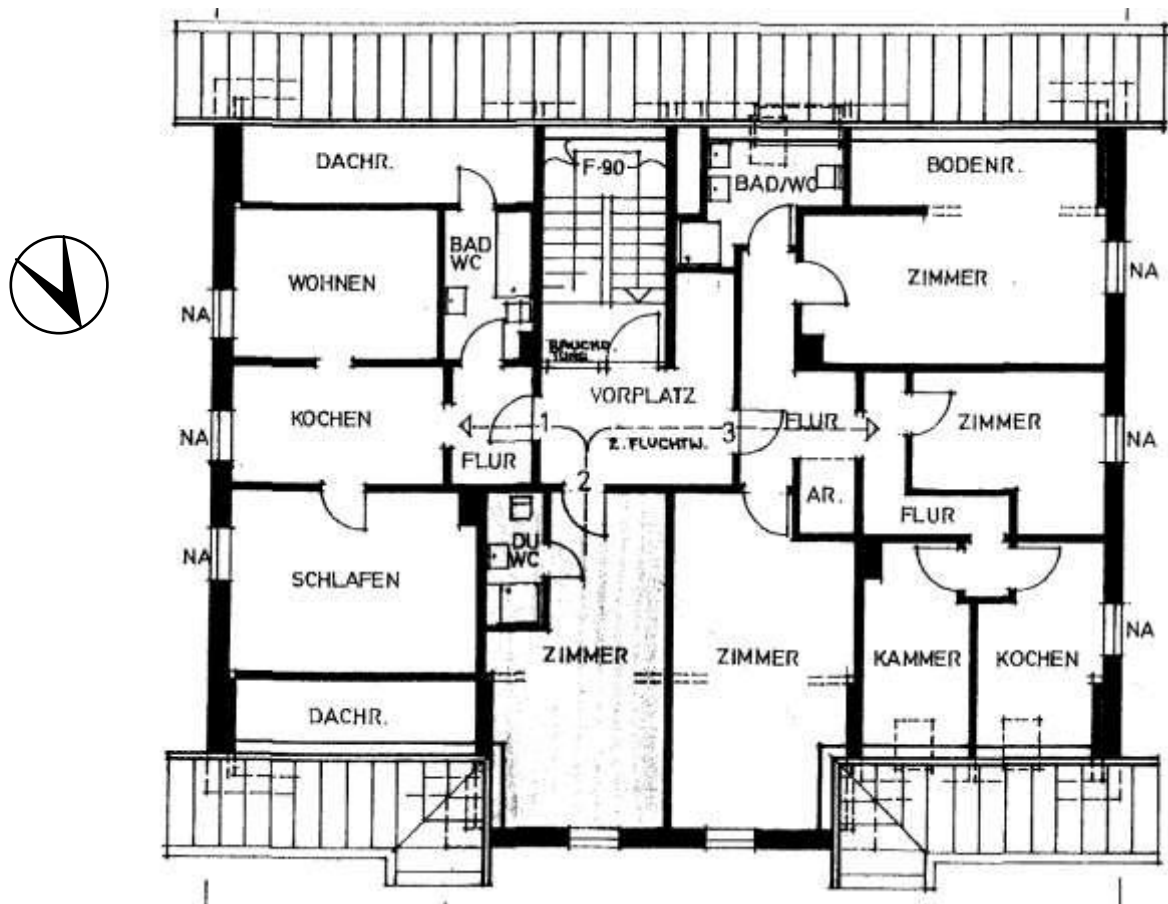 DACHR.
F-90
BAD/WC
BODENR.
BAD
WC
WOHNEN
ZIMMER
NA
NA
KOCHEN
VORPLATZ
FLUR
ZIMMER
1
3
2. FLUCHTW.
NA
NA
FLUR
2
AR.
FLUR
DU
WC
NA
SCHLAFEN
NA
ZIMMER
ZIMMER
KAMMER
KOCHEN
DACHR.